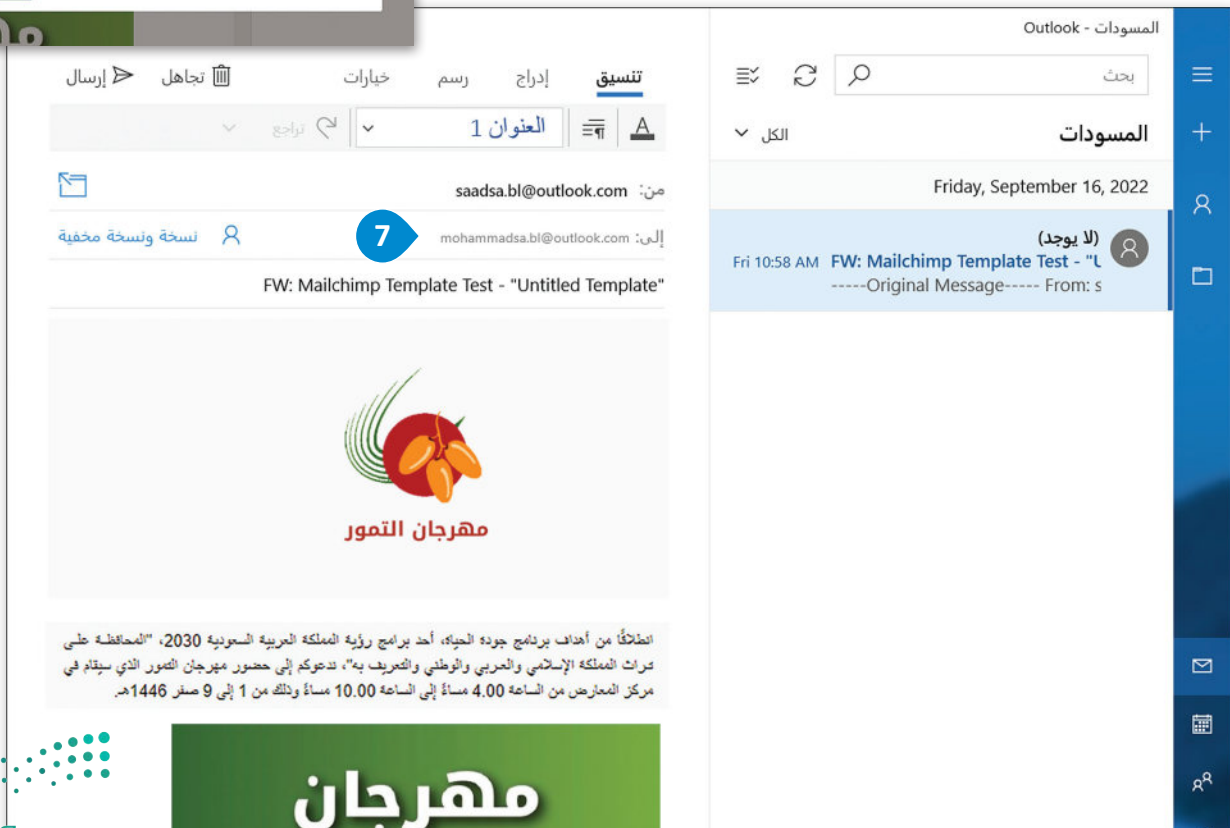 المسودات - Outlook
بحث
المسودات
الكل
Friday, September 16, 2022
(لا يوجد)
FW: Mailchimp Template Test - "U
Fri 10:58 AM
-----Original Message----- From: s
تنسيق
إدراج
رسم
خيارات
تجاهل
إرسال
A
العنوان 1
تراجع
من: saadsa.bl@outlook.com
إلى: mohammadsa.bl@outlook.com
7
نسخة ونسخة مخفية
FW: Mailchimp Template Test - "Untitled Template"
مهرجان التمور
انطلاقًا من أهداف برنامج جودة الحياة، أحد برامج رؤية المملكة العربية السعودية 2030، "المحافظة على
تراث المملكة الإسلامي والعربي والوطني والتعريف به"، ندعوكم إلى حضور مهرجان التمور الذي سيقام في
مركز المعارض من الساعة 4.00 مساءً إلى الساعة 10.00 مساءً وذلك من 1 إلى 9 صفر 1446هـ.
مهرجان